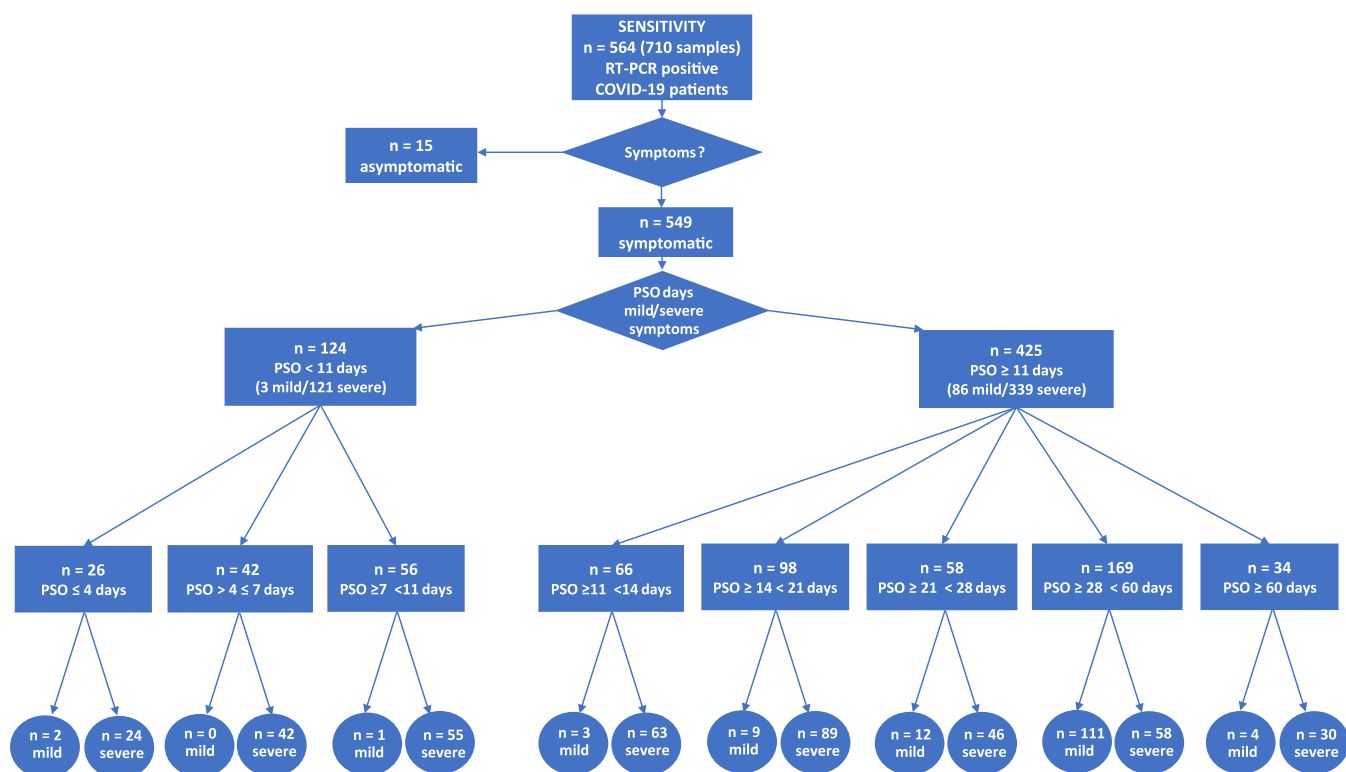 SENSITIVITY
n = 564 (710 samples)
RT-PCR positive
COVID-19 patients
Symptoms?
n = 15
asymptomatic
n = 549
symptomatic
PSO days
mild/severe
symptoms
n = 124
PSO < 11 days
(3 mild/121 severe)
n = 425
PSO ≥ 11 days
(86 mild/339 severe)
n = 26
PSO ≤ 4 days
n = 42
PSO > 4 ≤ 7 days
n = 56
PSO ≥7 <11 days
n = 66
PSO ≥11 <14 days
n = 98
PSO ≥ 14 < 21 days
n = 58
PSO ≥ 21 < 28 days
n = 169
PSO ≥ 28 < 60 days
n = 34
PSO ≥ 60 days
n = 2
mild
n = 24
severe
n = 0
mild
n = 42
severe
n = 1
mild
n = 55
severe
n = 3
mild
n = 63
severe
n = 9
mild
n = 89
severe
n = 12
mild
n = 46
severe
n = 111
mild
n = 58
severe
n = 4
mild
n = 30
severe